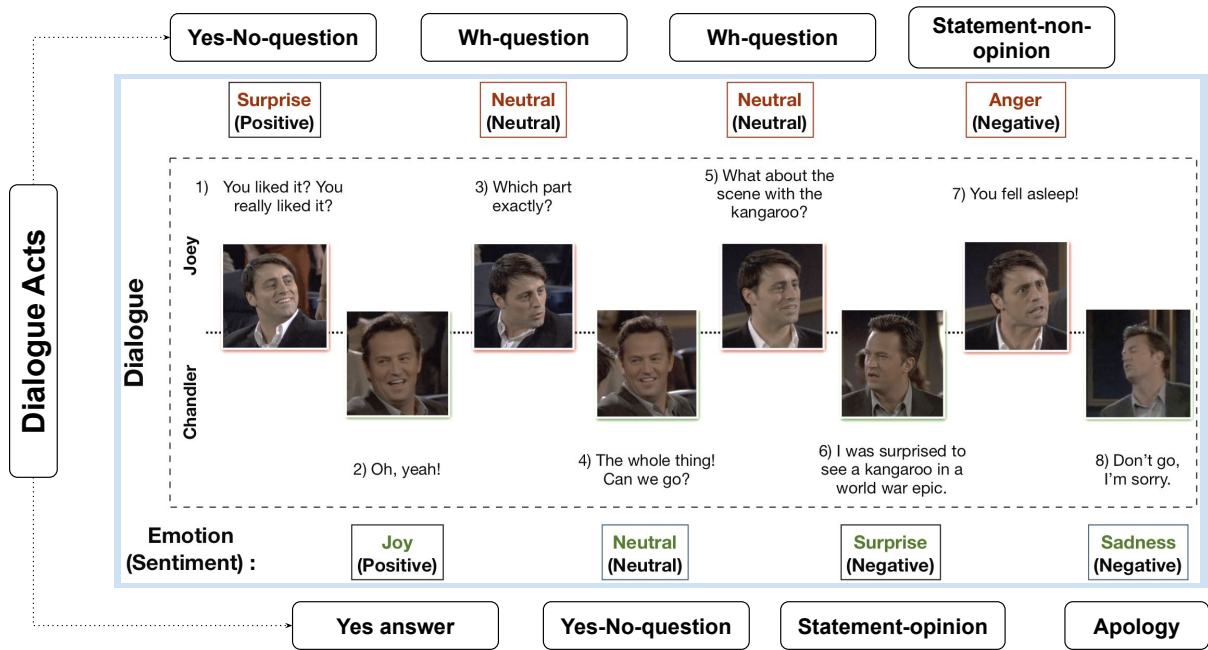 Yes-No-question
Wh-question
Wh-question
Statement-non-
opinion
Surprise
(Positive)
Neutral
(Neutral)
Neutral
(Neutral)
Anger
(Negative)
Dialogue Acts
Dialogue
Joey
Chandler
1) You liked it? You
really liked it?
3) Which part
exactly?
5) What about the
scene with the
kangaroo?
7) You fell asleep!
2) Oh, yeah!
4) The whole thing!
Can we go?
6) I was surprised to
see a kangaroo in a
world war epic.
8) Don't go,
I'm sorry.
Emotion
(Sentiment) :
Joy
(Positive)
Neutral
(Neutral)
Surprise
(Negative)
Sadness
(Negative)
Yes answer
Yes-No-question
Statement-opinion
Apology